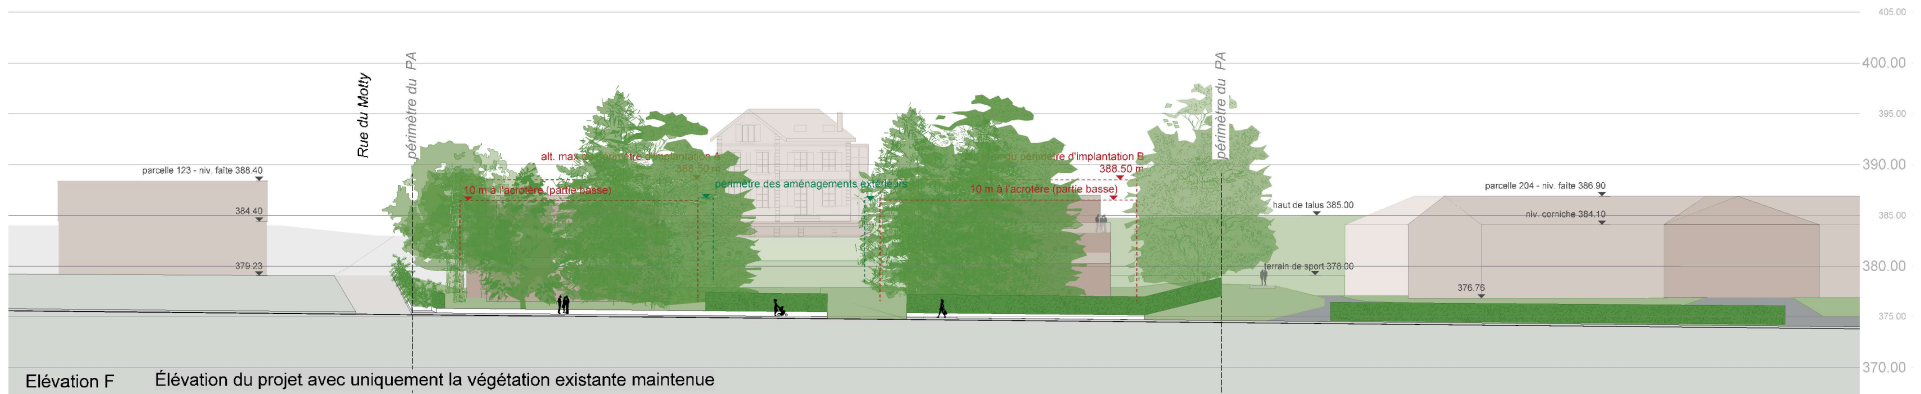 405.00
400.00
395.00
390.00
385.00
380.00
375.00
370.00
Rue du Motty
périmètre du PA
périmètre du PA
parcelle 123 - niv. faîte 388.40
384.40
379.23
alt. max du périmètre d'implantation A
388.50 m
10 m à l'acrotère (partie basse)
périmètre des aménagements extérieurs
du périmètre d'implantation B
388.50 m
10 m à l'acrotère (partie basse)
haut de talus 385.00
terrain de sport 378.00
parcelle 204 - niv. faîte 386.90
niv. corniche 384.10
376.76
Elévation F Élévation du projet avec uniquement la végétation existante maintenue